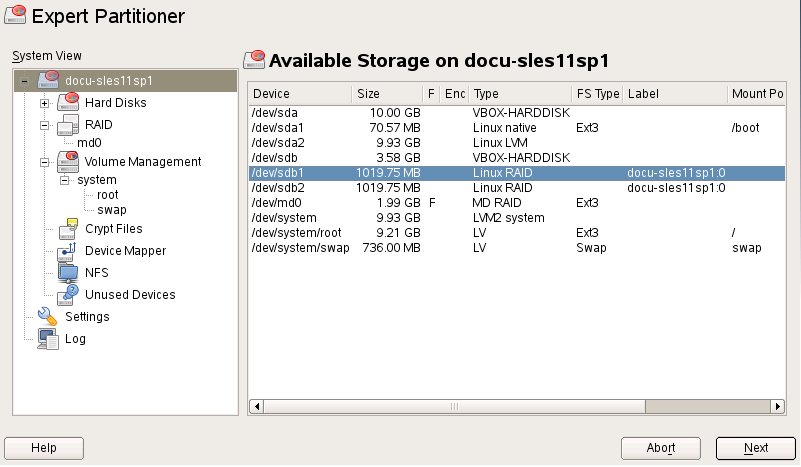 Expert Partitioner
System View
docu-sles11sp1
Hard Disks
RAID
md0
Volume Management
system
root
swap
Crypt Files
Device Mapper
NFS
Unused Devices
Settings
Log
Available Storage on docu-sles11sp1
Device Size F Enc Type FS Type Label Mount Po
/dev/sda 10.00 GB VBOX-HARDDISK
/dev/sda1 70.57 MB Linux native Ext3 /boot
/dev/sda2 9.93 GB Linux LVM
/dev/sdb 3.58 GB VBOX-HARDDISK
/dev/sdb1 1019.75 MB Linux RAID docu-sles11sp1:0
/dev/sdb2 1019.75 MB Linux RAID docu-sles11sp1:0
/dev/md0 1.99 GB F MD RAID Ext3
/dev/system 9.93 GB LVM2 system
/dev/system/root 9.21 GB LV Ext3 /
/dev/system/swap 736.00 MB LV Swap swap
Help Abort Next